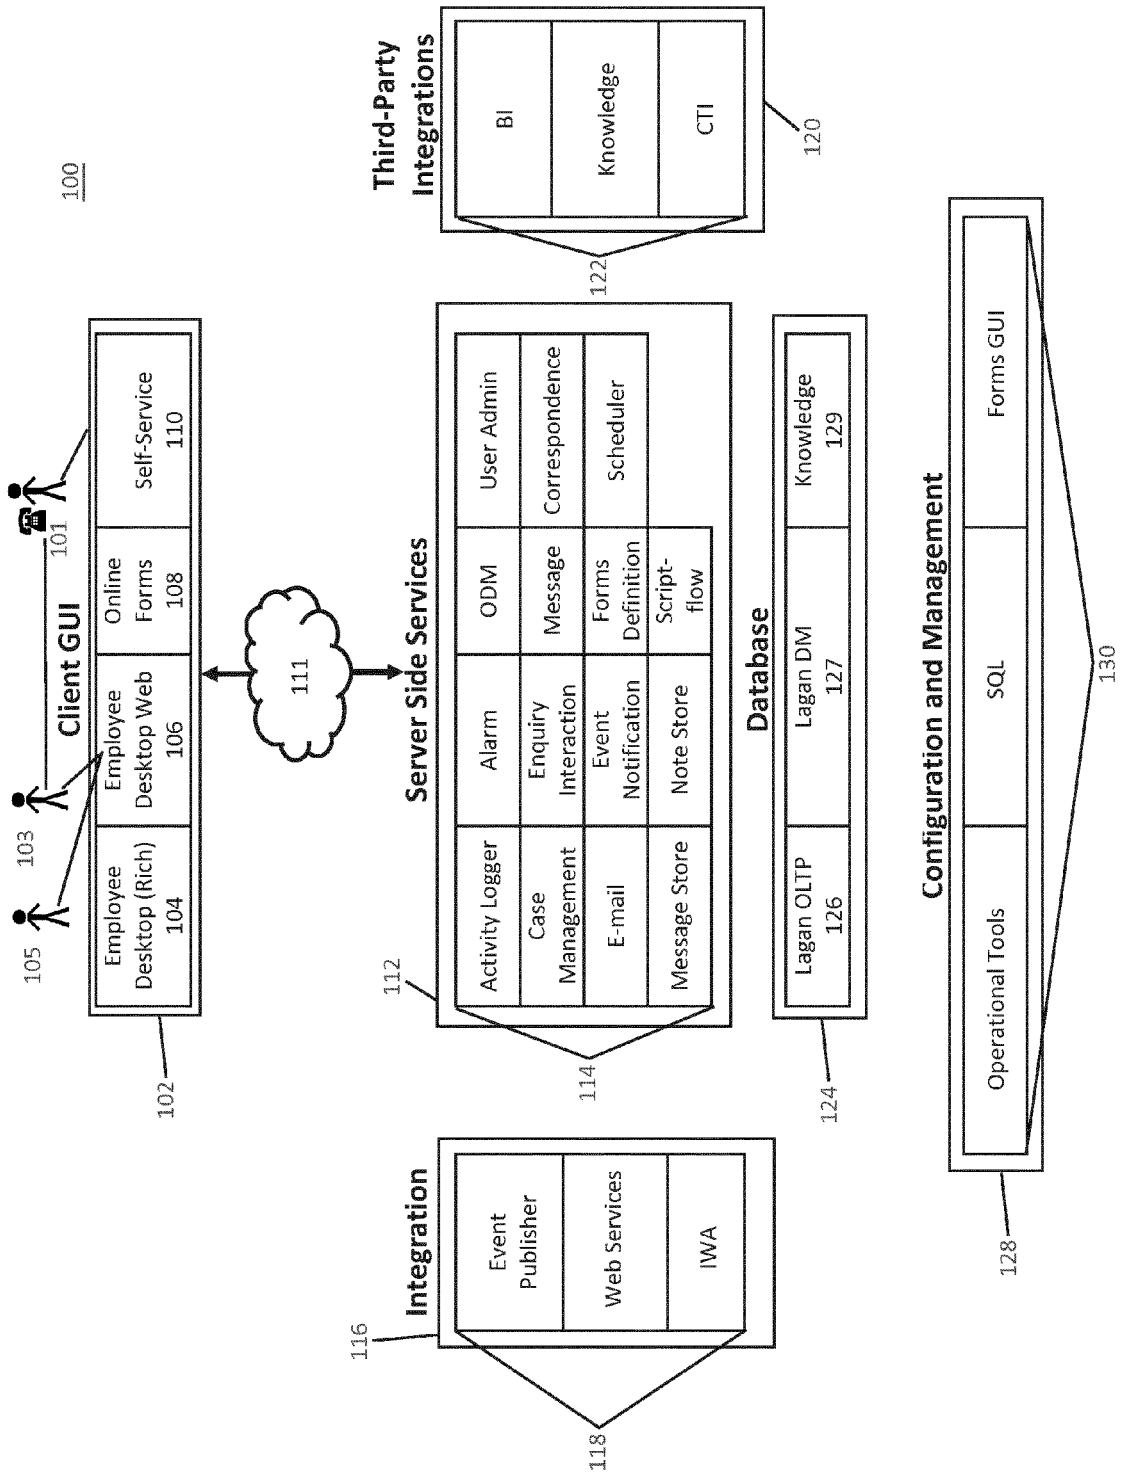 100
101
103
105
Client GUI
Employee
Desktop (Rich)
104
Employee
Desktop Web
106
Online
Forms
108
Self-Service
110
102
111
Integration
116
Event
Publisher
Web Services
IWA
118
Server Side Services
112
Activity Logger
Alarm
ODM
User Admin
Case
Management
Enquiry
Interaction
Message
Correspondence
E-mail
Event
Notification
Forms
Definition
Scheduler
Message Store
Note Store
Script-
flow
114
Third-Party
Integrations
BI
Knowledge
CTI
122
120
Database
Lagan OLTP
126
Lagan DM
127
Knowledge
129
124
Configuration and Management
Operational Tools
SQL
Forms GUI
128
130